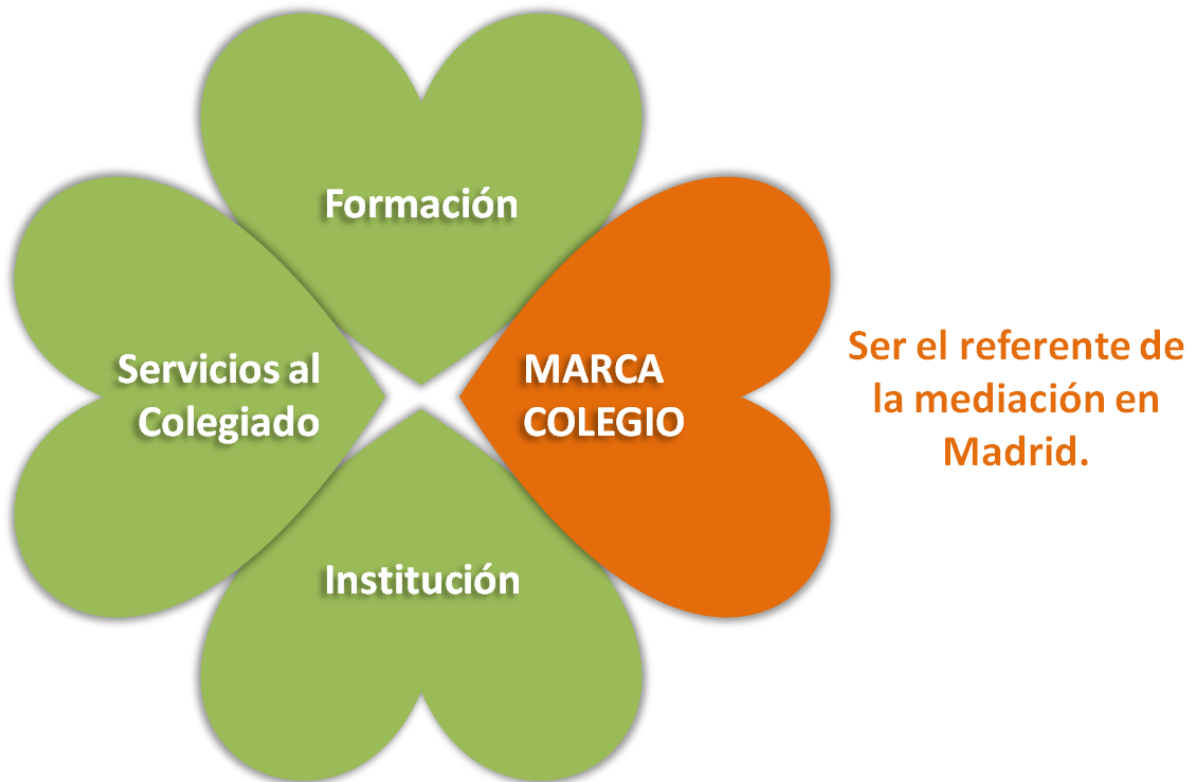 Formación
Servicios al
Colegiado
MARCA
COLEGIO
Institución
Ser el referente de
la mediación en
Madrid.